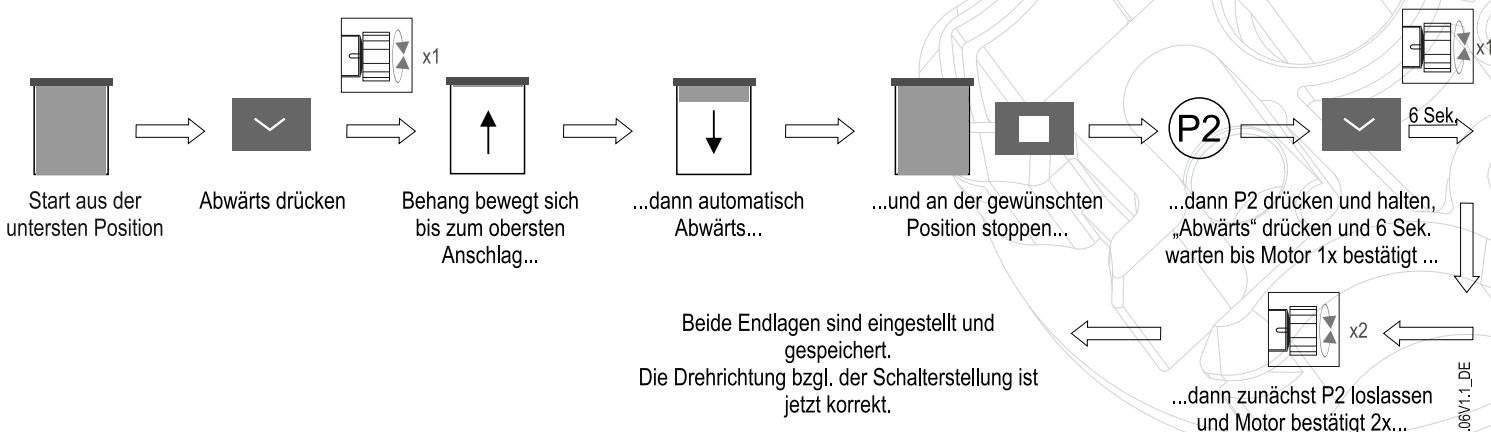 x1
x1
P2
6 Sek.
Start aus der
untersten Position
Abwärts drücken
Behang bewegt sich
bis zum obersten
Anschlag...
...dann automatisch
Abwärts...
...und an der gewünschten
Position stoppen...
...dann P2 drücken und halten,
„Abwärts“ drücken und 6 Sek.
warten bis Motor 1x bestätigt ...
x2
...dann zunächst P2 loslassen
und Motor bestätigt 2x...
Beide Endlagen sind eingestellt und
gespeichert.
Die Drehrichtung bzgl. der Schalterstellung ist
jetzt korrekt.
.06V1.1_DE